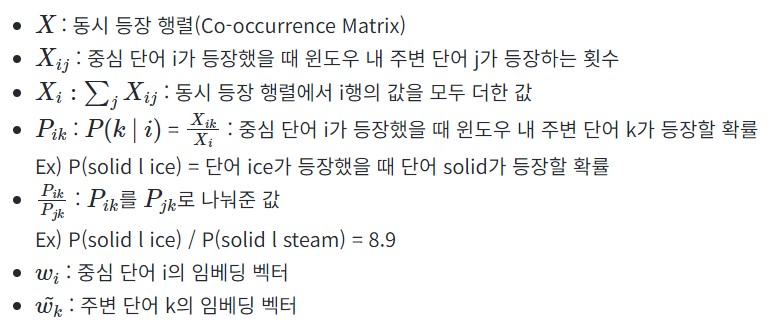 • X : 동시 등장 행렬(Co-occurrence Matrix)
• X_{ij} : 중심 단어 i가 등장했을 때 윈도우 내 주변 단어 j가 등장하는 횟수
• X_{i} : \sum_{j} X_{ij} : 동시 등장 행렬에서 i행의 값을 모두 더한 값
• P_{ik} : P(k | i) = \frac{X_{ik}}{X_{i}} : 중심 단어 i가 등장했을 때 윈도우 내 주변 단어 k가 등장할 확률
Ex) P(solid l ice) = 단어 ice가 등장했을 때 단어 solid가 등장할 확률
• \frac{P_{ik}}{P_{jk}} : P_{ik}를 P_{jk}로 나눠준 값
Ex) P(solid l ice) / P(solid l steam) = 8.9
• w_{i} : 중심 단어 i의 임베딩 벡터
• \tilde{w_{k}} : 주변 단어 k의 임베딩 벡터